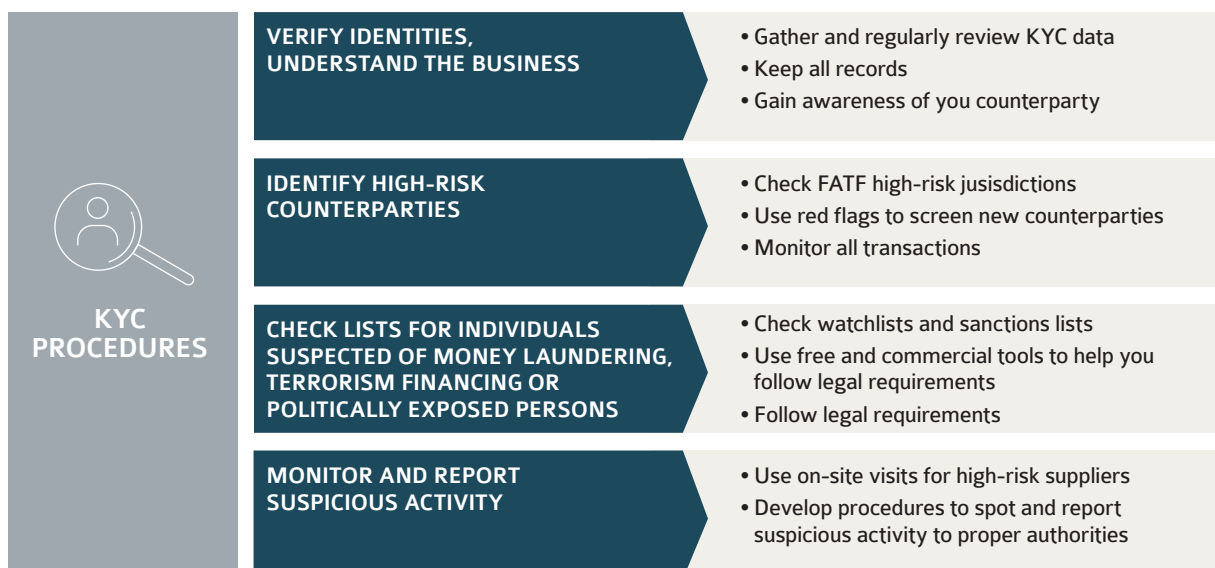 KYC
PROCEDURES
VERIFY IDENTITIES,
UNDERSTAND THE BUSINESS
• Gather and regularly review KYC data
• Keep all records
• Gain awareness of you counterparty
IDENTIFY HIGH-RISK
COUNTERPARTIES
• Check FATF high-risk jusisdictions
• Use red flags to screen new counterparties
• Monitor all transactions
CHECK LISTS FOR INDIVIDUALS
SUSPECTED OF MONEY LAUNDERING,
TERRORISM FINANCING OR
POLITICALLY EXPOSED PERSONS
• Check watchlists and sanctions lists
• Use free and commercial tools to help you
follow legal requirements
• Follow legal requirements
MONITOR AND REPORT
SUSPICIOUS ACTIVITY
• Use on-site visits for high-risk suppliers
• Develop procedures to spot and report
suspicious activity to proper authorities